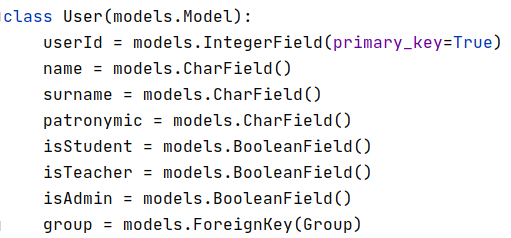 class User(models.Model):
    userId = models.IntegerField(primary_key=True)
    name = models.CharField()
    surname = models.CharField()
    patronymic = models.CharField()
    isStudent = models.BooleanField()
    isTeacher = models.BooleanField()
    isAdmin = models.BooleanField()
    group = models.ForeignKey(Group)